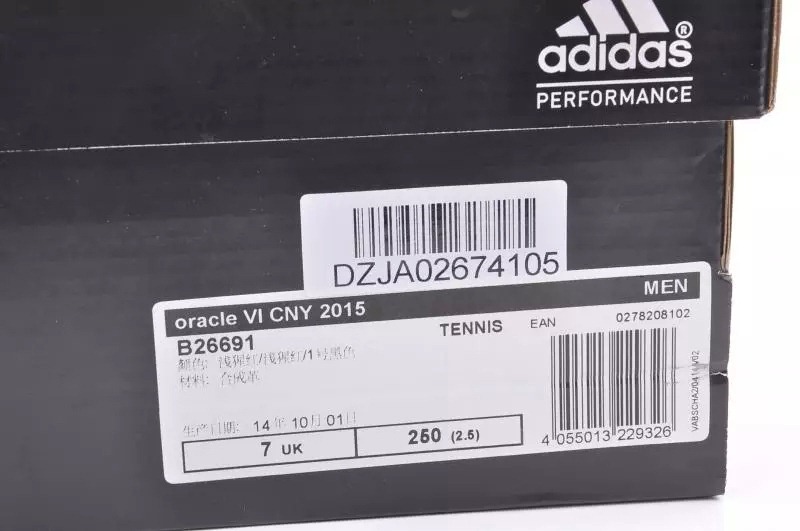 adidas®
PERFORMANCE
DZJA02674105
oracle VI CNY 2015 MEN
B26691 TENNIS EAN 0278208102
颜色: 浅猩红/浅猩红/1号黑色
材料: 合成革
生产日期: 14年10月01日
7 UK 250 (2.5)
4 055013 229326